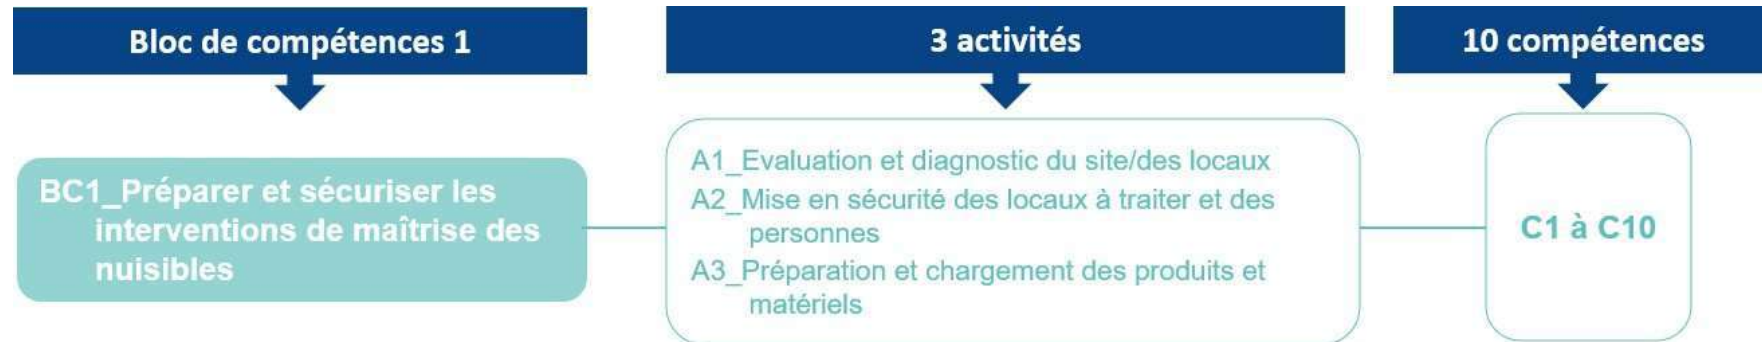 Bloc de compétences 1
3 activités
10 compétences
BC1_Préparer et sécuriser les
interventions de maîtrise des
nuisibles
A1_Evaluation et diagnostic du site/des locaux
A2_Mise en sécurité des locaux à traiter et des
personnes
A3_Préparation et chargement des produits et
matériels
C1 à C10